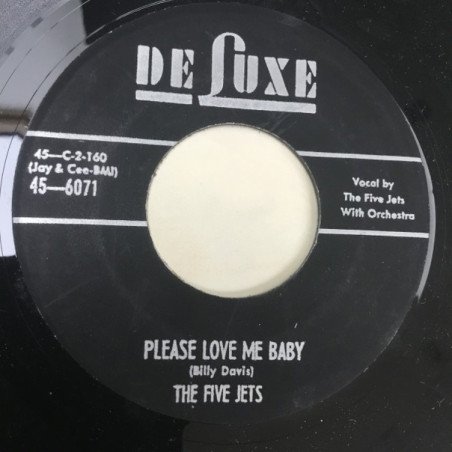 DE LUXE
45—C-2-160
(Jay & Cee-BMI)
45—6071
Vocal by
The Five Jets
With Orchestra
PLEASE LOVE ME BABY
(Billy Davis)
THE FIVE JETS